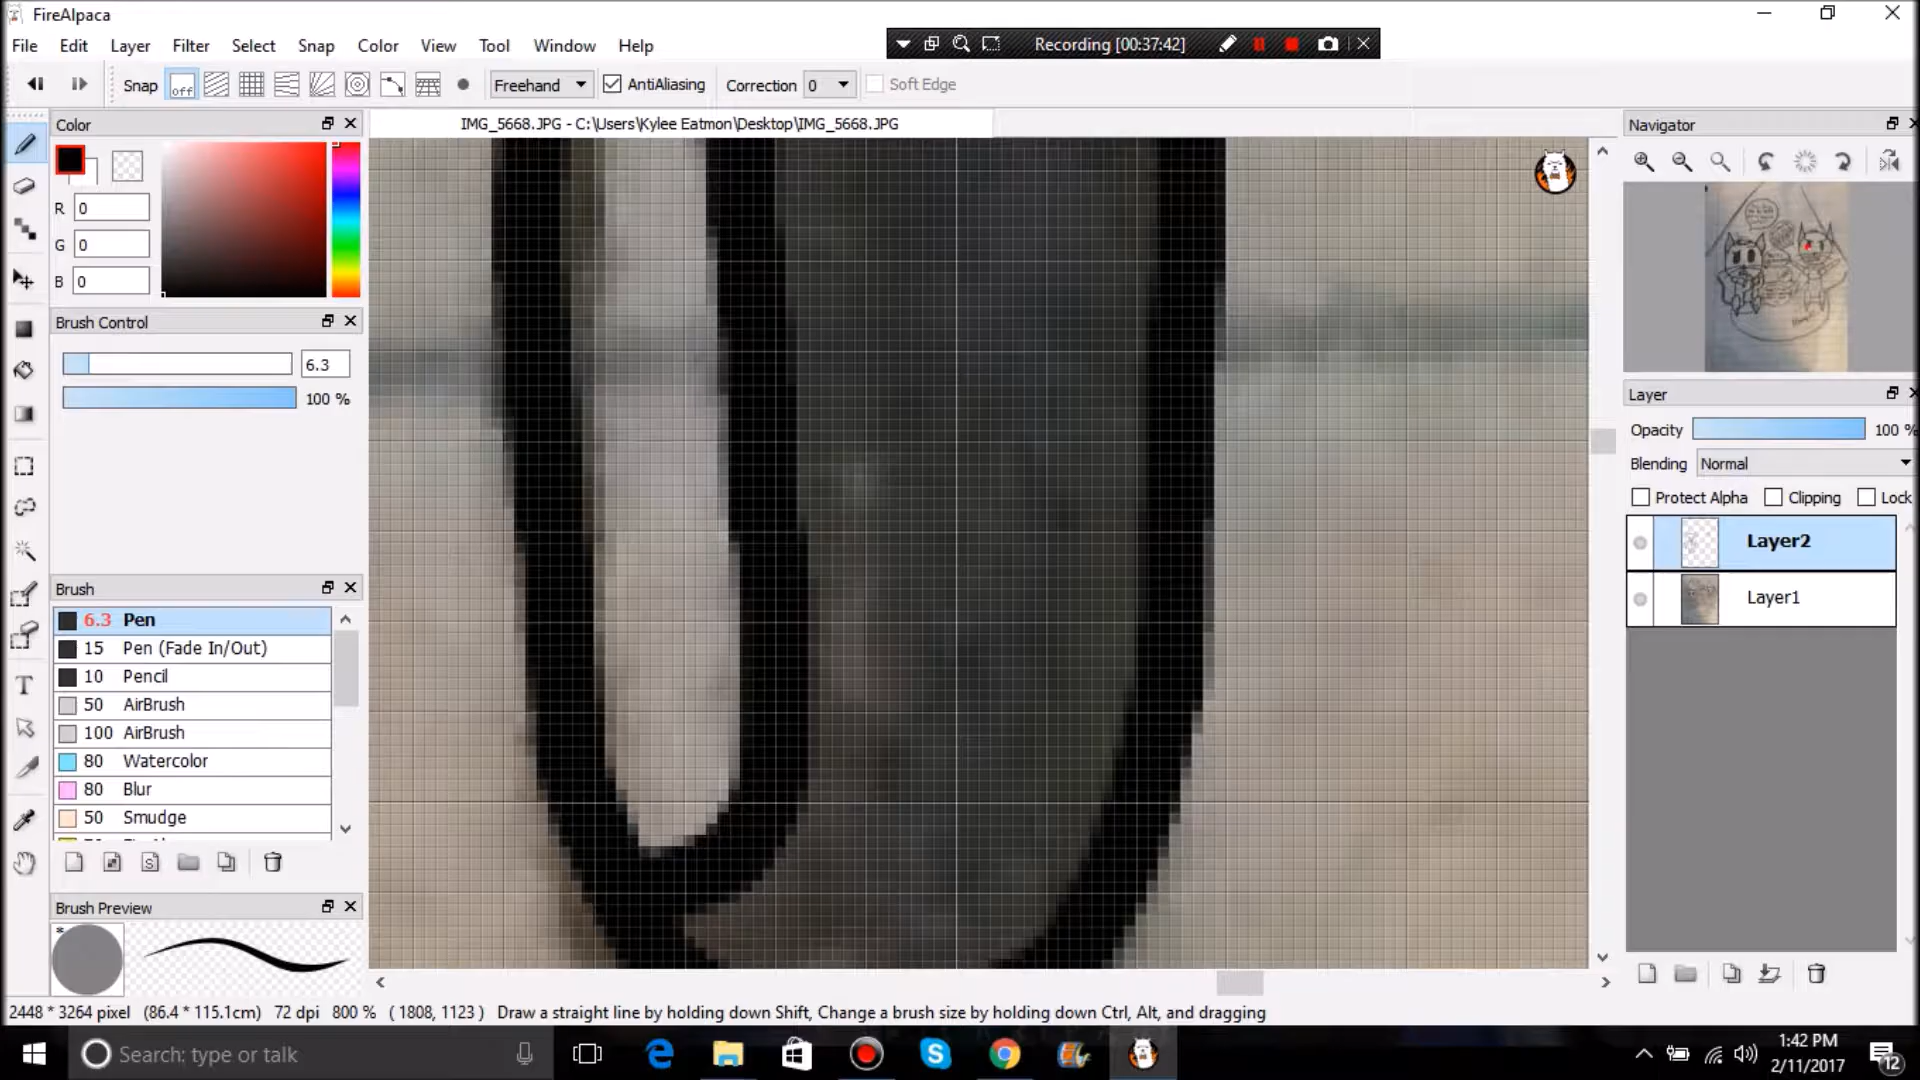 FireAlpaca
File Edit Layer Filter Select Snap Color View Tool Window Help
Recording [00:37:42]
Snap off Freehand AntiAliasing Correction 0 Soft Edge
Color
IMG_5668.JPG - C:\Users\Kylee Eatmon\Desktop\IMG_5668.JPG
Navigator
R 0
G 0
B 0
Brush Control
6.3
100 %
Layer
Opacity 100 %
Blending Normal
Protect Alpha Clipping Lock
Layer2
Layer1
Brush
6.3 Pen
15 Pen (Fade In/Out)
10 Pencil
50 AirBrush
100 AirBrush
80 Watercolor
80 Blur
50 Smudge
S
Brush Preview
*
2448 * 3264 pixel (86.4 * 115.1cm) 72 dpi 800 % ( 1808, 1123 ) Draw a straight line by holding down Shift, Change a brush size by holding down Ctrl, Alt, and dragging
Search: type or talk
1:42 PM
2/11/2017
12